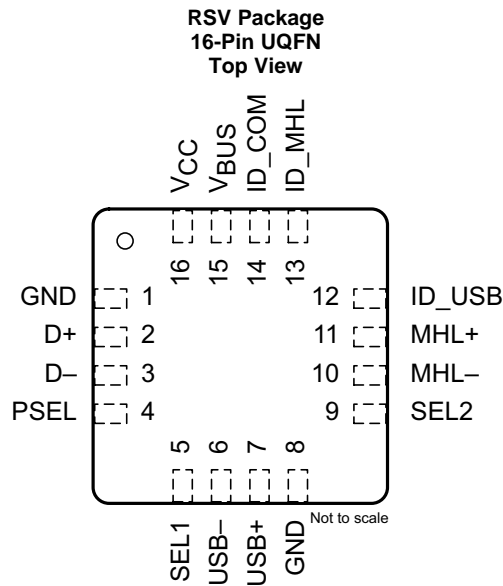 RSV Package
16-Pin UQFN
Top View
VCC
VBUS
ID_COM
ID_MHL
16
15
14
13
GND 1
D+ 2
D– 3
PSEL 4
12 ID_USB
11 MHL+
10 MHL–
9 SEL2
5
6
7
8
SEL1
USB–
USB+
GND
Not to scale